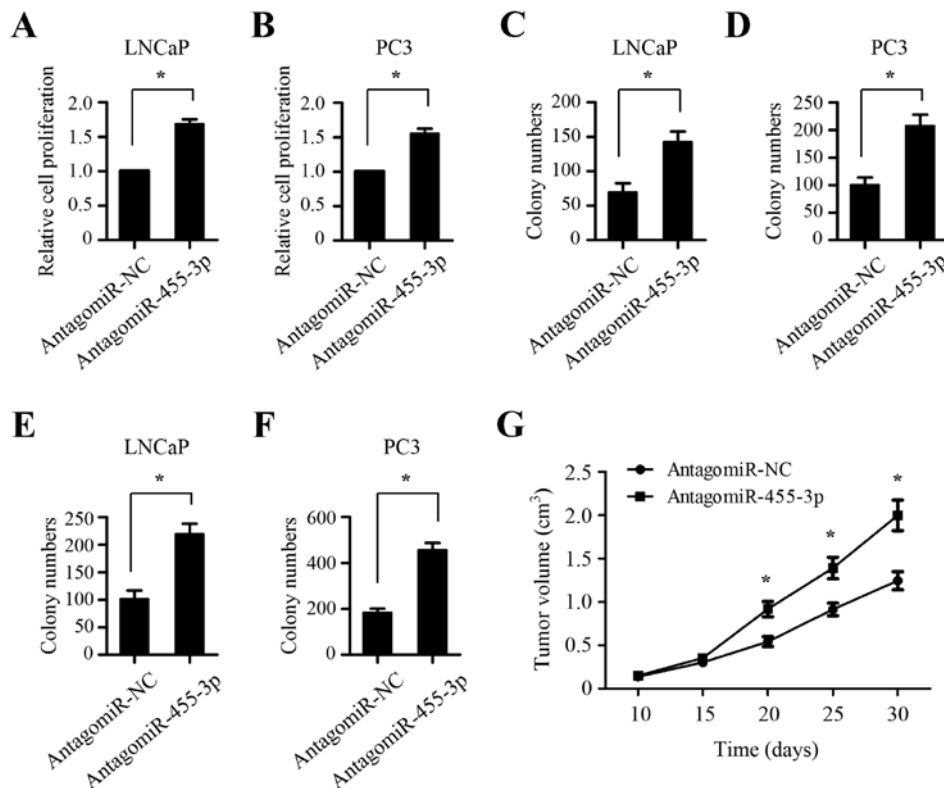 A
LNCaP
*
Relative cell proliferation
2.0
1.5
1.0
0.5
0
AntagomiR-NC
AntagomiR-455-3p
B
PC3
*
Relative cell proliferation
2.0
1.5
1.0
0.5
0
AntagomiR-NC
AntagomiR-455-3p
C
LNCaP
*
Colony numbers
200
150
100
50
0
AntagomiR-NC
AntagomiR-455-3p
D
PC3
*
Colony numbers
250
200
150
100
50
0
AntagomiR-NC
AntagomiR-455-3p
E
LNCaP
*
Colony numbers
250
200
150
100
50
0
AntagomiR-NC
AntagomiR-455-3p
F
PC3
*
Colony numbers
600
400
200
0
AntagomiR-NC
AntagomiR-455-3p
G
AntagomiR-NC
AntagomiR-455-3p
*
*
*
Tumor volume (cm³)
2.5
2.0
1.5
1.0
0.5
0
10 15 20 25 30
Time (days)